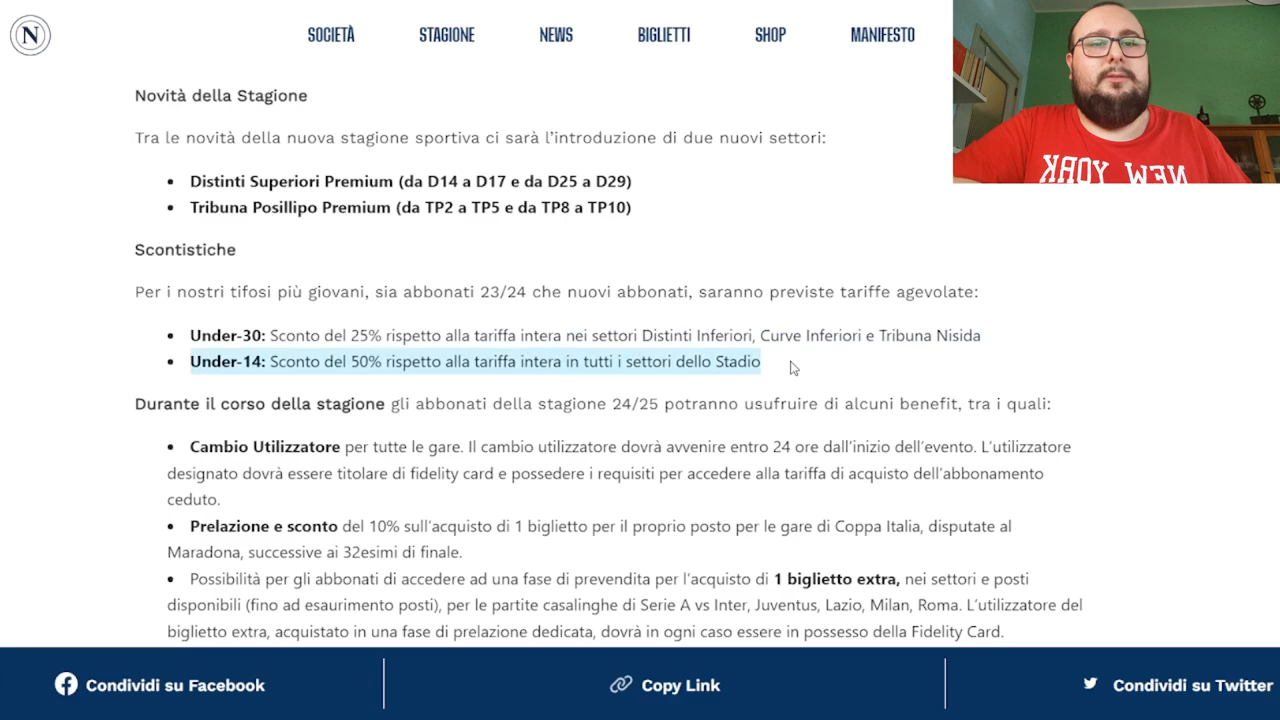 N
SOCIETÀ STAGIONE NEWS BIGLIETTI SHOP MANIFESTO
NEW YORK
Novità della Stagione
Tra le novità della nuova stagione sportiva ci sarà l'introduzione di due nuovi settori:
• Distinti Superiori Premium (da D14 a D17 e da D25 a D29)
• Tribuna Posillipo Premium (da TP2 a TP5 e da TP8 a TP10)
Scontistiche
Per i nostri tifosi più giovani, sia abbonati 23/24 che nuovi abbonati, saranno previste tariffe agevolate:
• Under-30: Sconto del 25% rispetto alla tariffa intera nei settori Distinti Inferiori, Curve Inferiori e Tribuna Nisida
• Under-14: Sconto del 50% rispetto alla tariffa intera in tutti i settori dello Stadio
Durante il corso della stagione gli abbonati della stagione 24/25 potranno usufruire di alcuni benefit, tra i quali:
• Cambio Utilizzatore per tutte le gare. Il cambio utilizzatore dovrà avvenire entro 24 ore dall'inizio dell'evento. L'utilizzatore
designato dovrà essere titolare di fidelity card e possedere i requisiti per accedere alla tariffa di acquisto dell'abbonamento
ceduto.
• Prelazione e sconto del 10% sull'acquisto di 1 biglietto per il proprio posto per le gare di Coppa Italia, disputate al
Maradona, successive ai 32esimi di finale.
• Possibilità per gli abbonati di accedere ad una fase di prevendita per l'acquisto di 1 biglietto extra, nei settori e posti
disponibili (fino ad esaurimento posti), per le partite casalinghe di Serie A vs Inter, Juventus, Lazio, Milan, Roma. L'utilizzatore del
biglietto extra, acquistato in una fase di prelazione dedicata, dovrà in ogni caso essere in possesso della Fidelity Card.
Condividi su Facebook Copy Link Condividi su Twitter